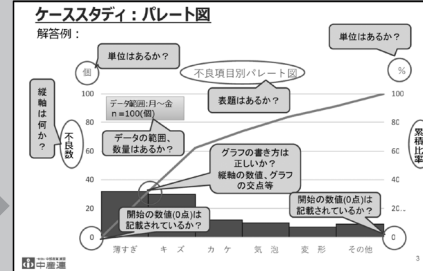 ケーススタディ：パレート図
解答例：
単位はあるか？
単位はあるか？
個
不良項目別パレート図
%
縦軸は何か？
不良数
表題はあるか？
データ範囲:月～金
n=100(個)
データの範囲、
数量はあるか？
グラフの書き方は
正しいか？
縦軸の数値、グラフ
の交点等
累積比率
100
80
60
40
20
0
100
80
60
40
20
0
開始の数値(0点)は
記載されているか？
開始の数値(0点)は
記載されているか？
薄すぎ キズ カケ 気泡 変形 その他
中産連
3